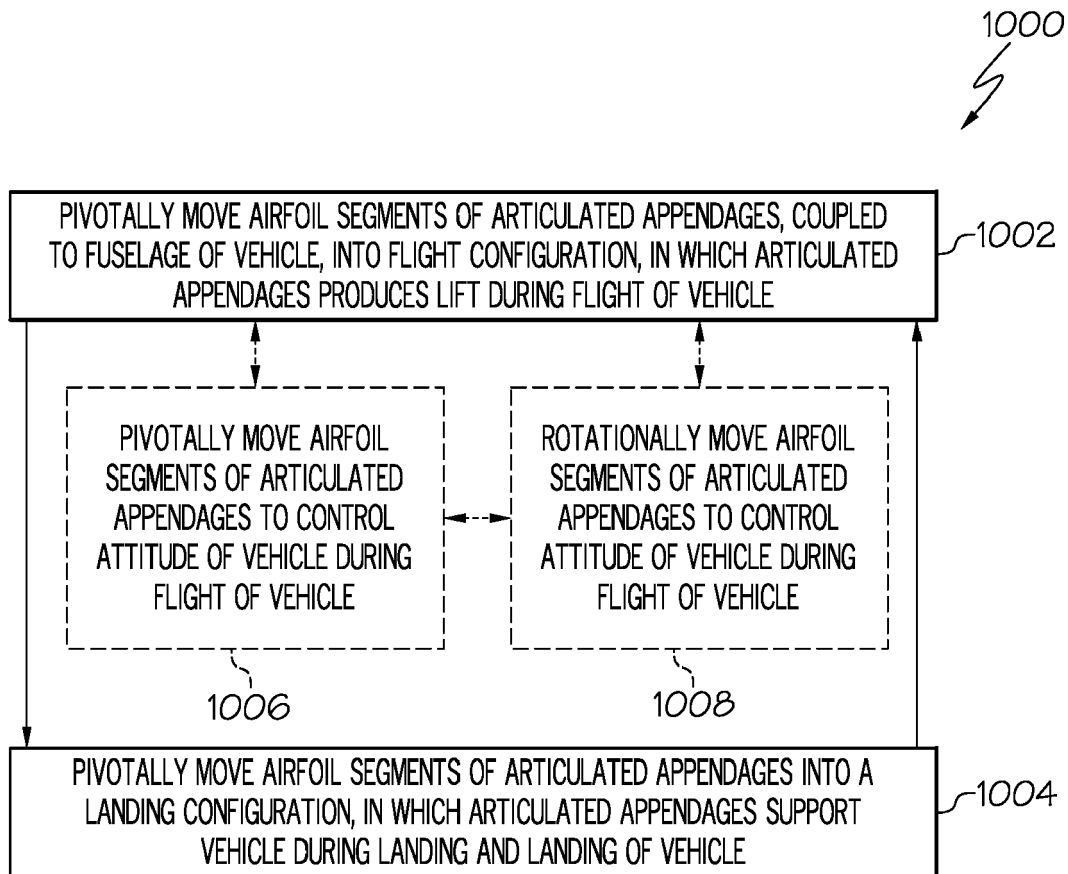 1000
PIVOTALLY MOVE AIRFOIL SEGMENTS OF ARTICULATED APPENDAGES, COUPLED
TO FUSELAGE OF VEHICLE, INTO FLIGHT CONFIGURATION, IN WHICH ARTICULATED
APPENDAGES PRODUCES LIFT DURING FLIGHT OF VEHICLE
1002
PIVOTALLY MOVE AIRFOIL
SEGMENTS OF ARTICULATED
APPENDAGES TO CONTROL
ATTITUDE OF VEHICLE DURING
FLIGHT OF VEHICLE
1006
ROTATIONALLY MOVE AIRFOIL
SEGMENTS OF ARTICULATED
APPENDAGES TO CONTROL
ATTITUDE OF VEHICLE DURING
FLIGHT OF VEHICLE
1008
PIVOTALLY MOVE AIRFOIL SEGMENTS OF ARTICULATED APPENDAGES INTO A
LANDING CONFIGURATION, IN WHICH ARTICULATED APPENDAGES SUPPORT
VEHICLE DURING LANDING AND LANDING OF VEHICLE
1004